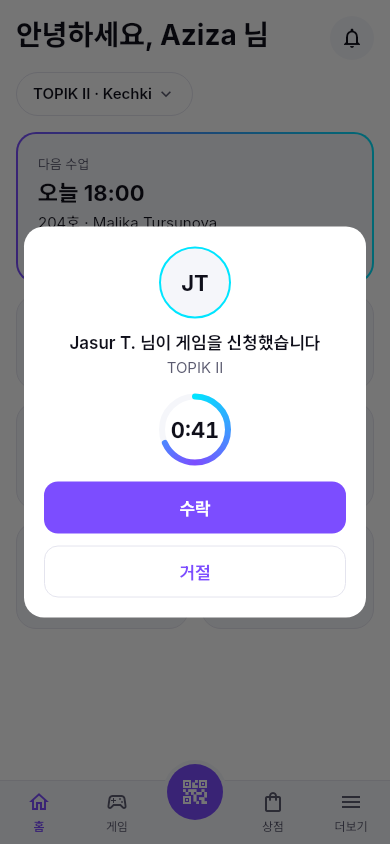 안녕하세요, Aziza 님
TOPIK II · Kechki
다음 수업
오늘 18:00
204호 · Malika Tursunova
JT
Jasur T. 님이 게임을 신청했습니다
TOPIK II
0:41
수락
거절
홈
게임
상점
더보기